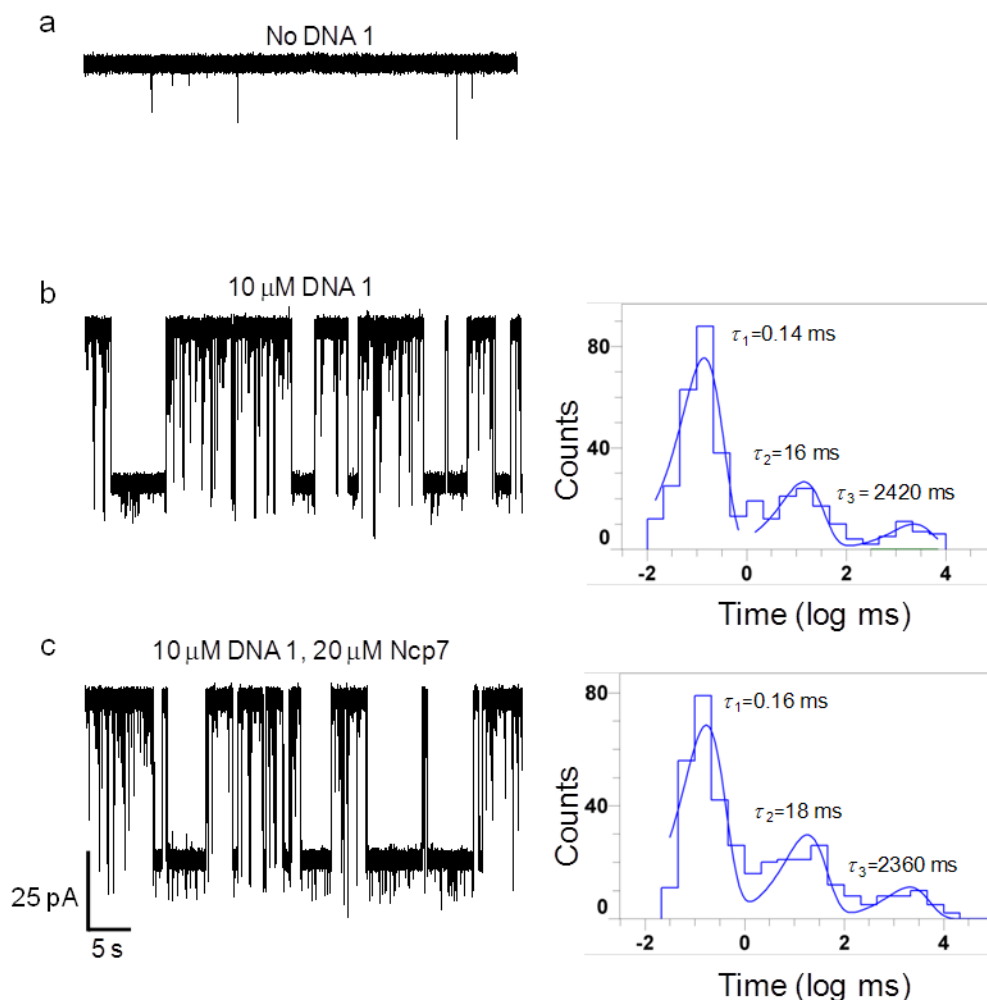 a
No DNA 1
b
10 μM DNA 1
80
40
0
Counts
τ1=0.14 ms
τ2=16 ms
τ3 = 2420 ms
-2 0 2 4
Time (log ms)
c
10 μM DNA 1, 20 μM Ncp7
25 pA
5 s
80
40
0
Counts
τ1=0.16 ms
τ2=18 ms
τ3=2360 ms
-2 0 2 4
Time (log ms)